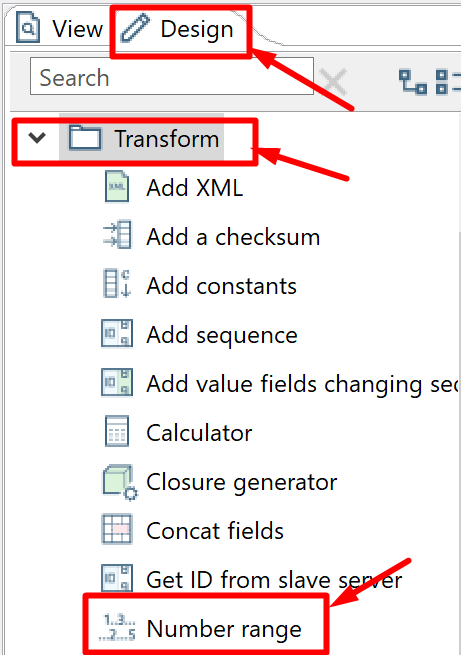 View Design
Search
Transform
Add XML
Add a checksum
Add constants
Add sequence
Add value fields changing sec
Calculator
Closure generator
Concat fields
Get ID from slave server
1..3...
...2..5
Number range